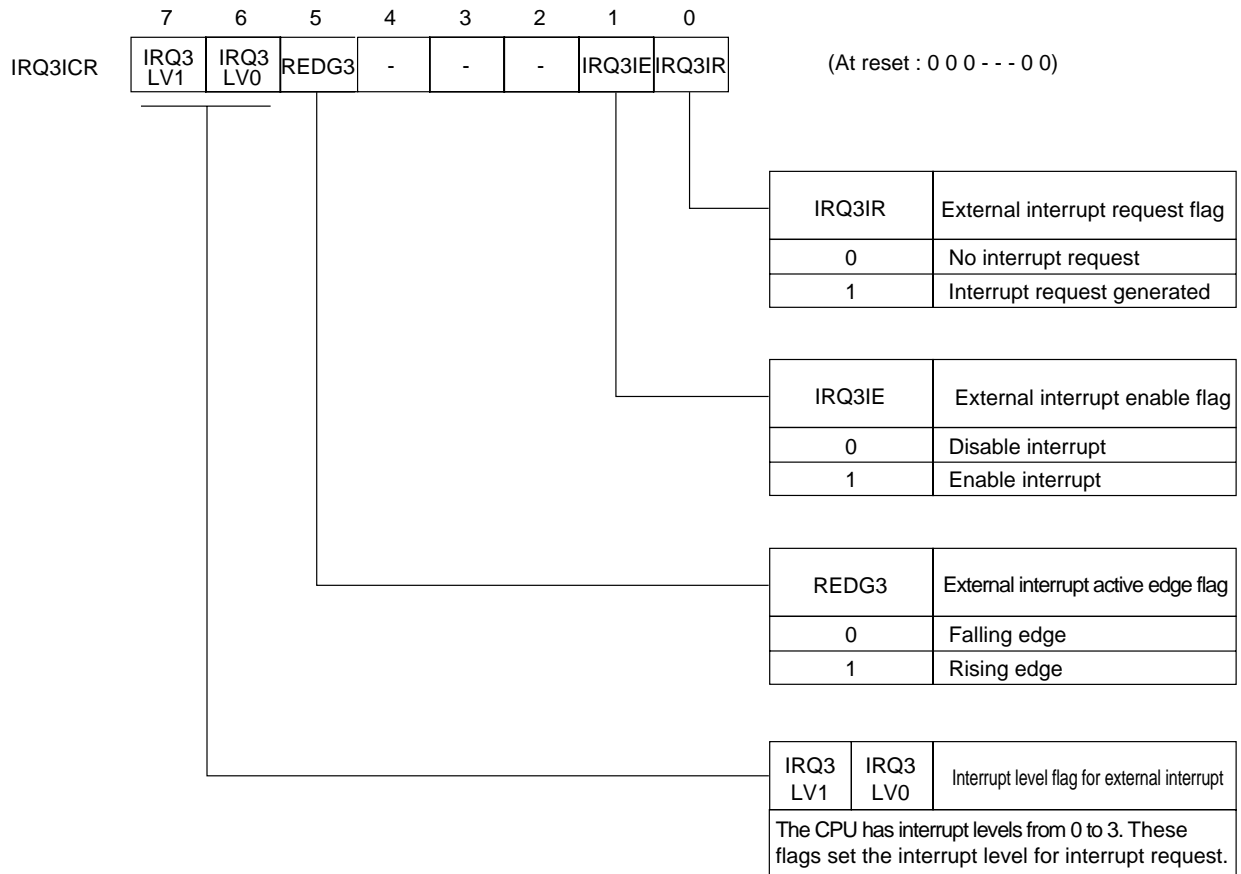 7 6 5 4 3 2 1 0
IRQ3ICR
IRQ3 LV1
IRQ3 LV0
REDG3
-
-
-
IRQ3IE
IRQ3IR
(At reset : 0 0 0 - - - 0 0)
IRQ3IR External interrupt request flag
0 No interrupt request
1 Interrupt request generated
IRQ3IE External interrupt enable flag
0 Disable interrupt
1 Enable interrupt
REDG3 External interrupt active edge flag
0 Falling edge
1 Rising edge
IRQ3 LV1
IRQ3 LV0
Interrupt level flag for external interrupt
The CPU has interrupt levels from 0 to 3. These
flags set the interrupt level for interrupt request.